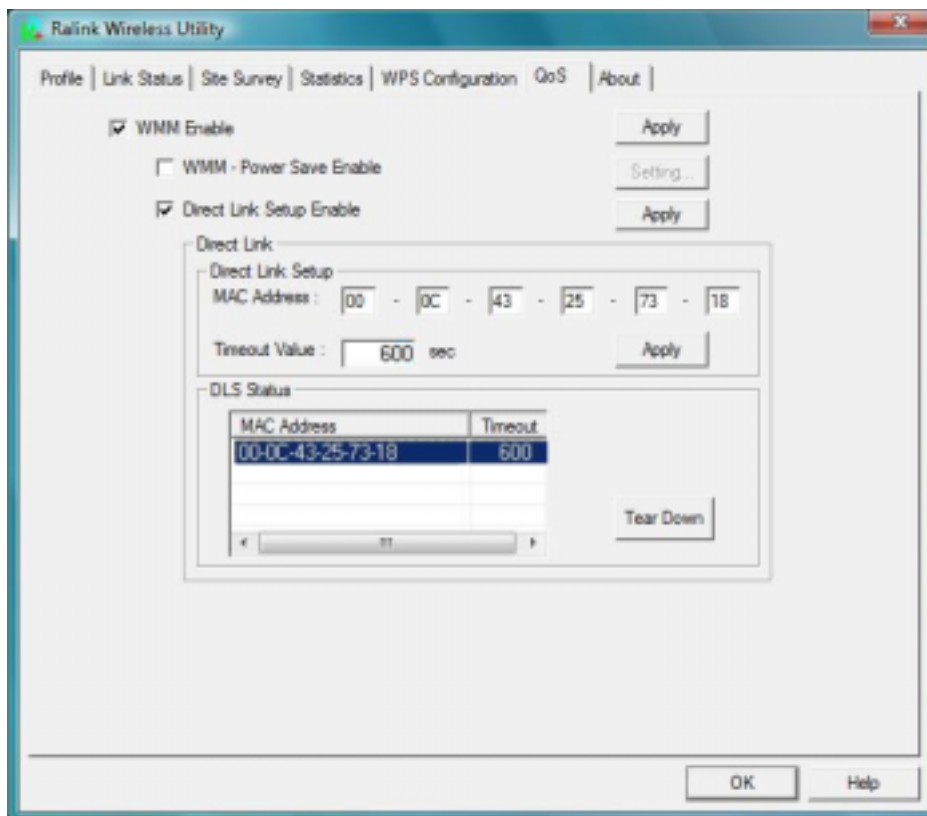 Ralink Wireless Utility
Profile Link Status Site Survey Statistics WPS Configuration QoS About
WMM Enable Apply
WMM - Power Save Enable Setting...
Direct Link Setup Enable Apply
Direct Link
Direct Link Setup
MAC Address : 00 - 0C - 43 - 25 - 73 - 18
Timeout Value : 600 sec Apply
DLS Status
MAC Address Timeout
00-0C-43-25-73-18 600
Tear Down
OK Help